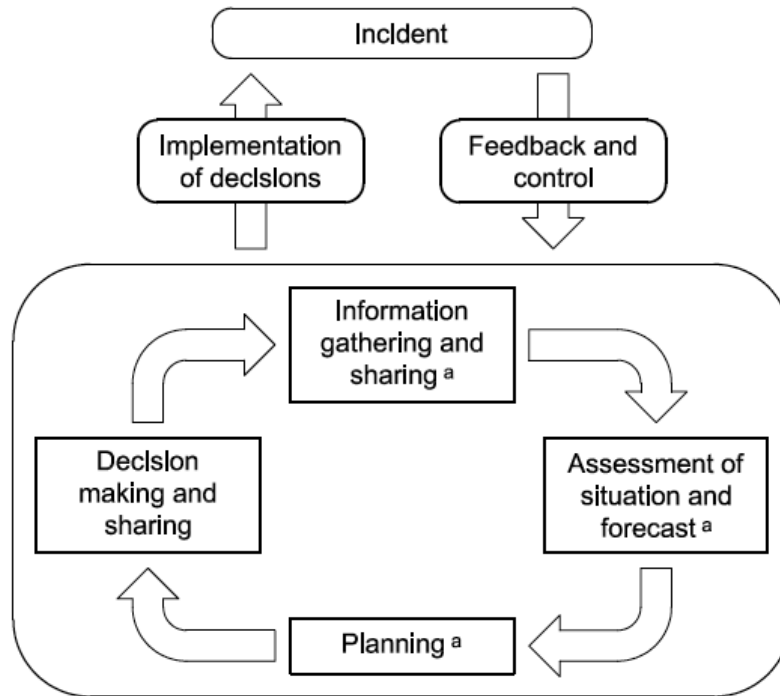 Incident
Implementation
of decisions
Feedback and
control
Information
gathering and
sharing a
Decision
making and
sharing
Assessment of
situation and
forecast a
Planning a